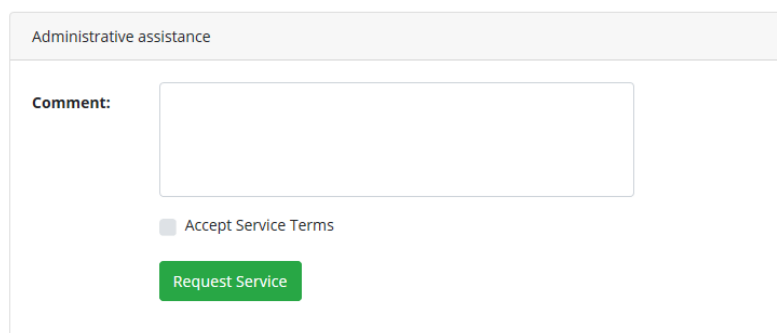 Administrative assistance
Comment:
Accept Service Terms
Request Service